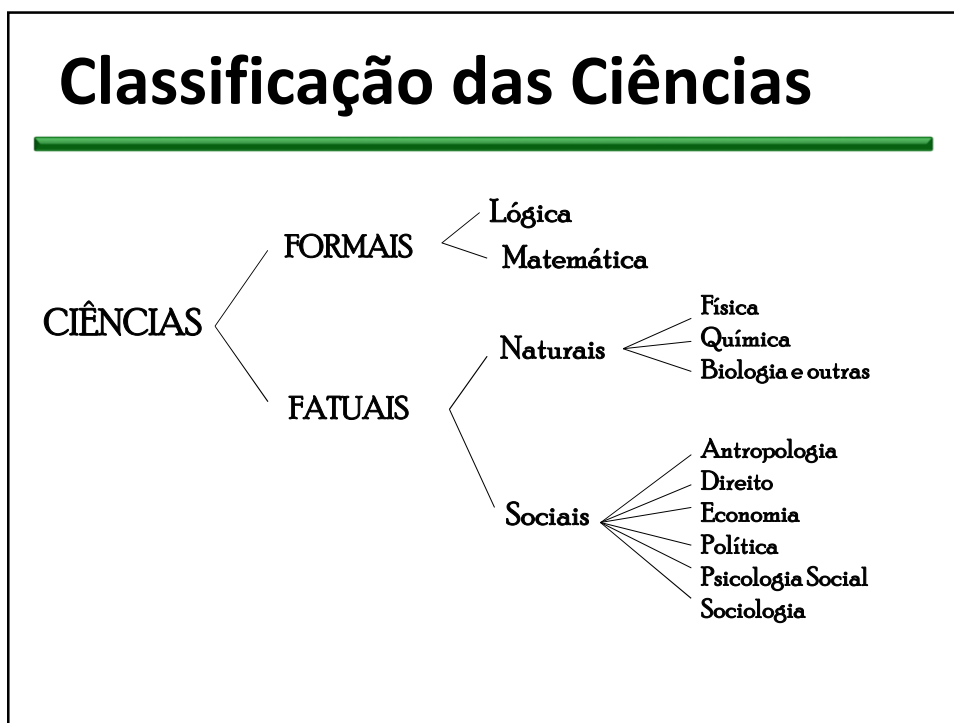 Classificação das Ciências
CIÊNCIAS
FORMAIS
Lógica
Matemática
FATUAIS
Naturais
Física
Química
Biologia e outras
Sociais
Antropologia
Direito
Economia
Política
Psicologia Social
Sociologia